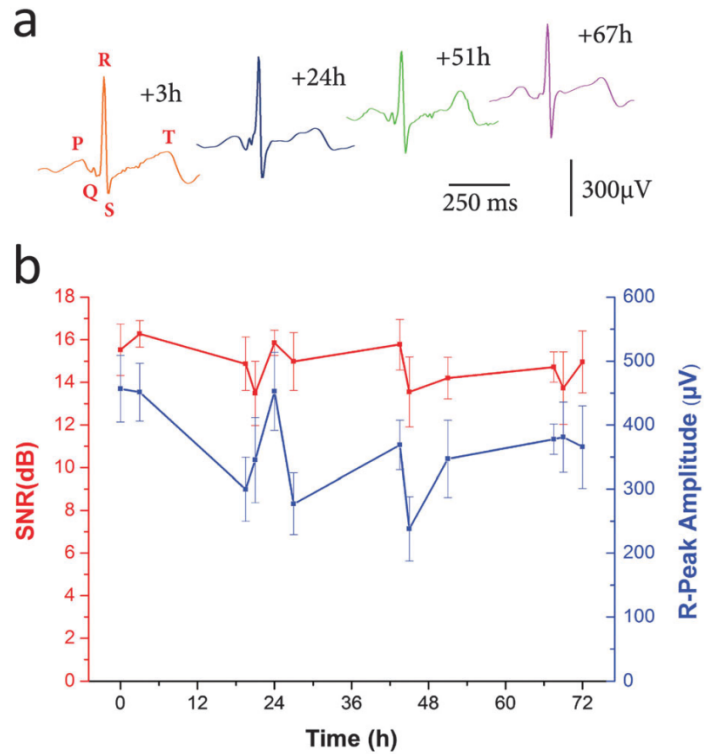 a
+3h
+24h
+51h
+67h
R
P
Q
S
T
250 ms
300μV
b
18
16
14
12
10
8
6
4
2
0
SNR(dB)
600
500
400
300
200
100
0
R-Peak Amplitude (μV)
0 12 24 36 48 60 72
Time (h)